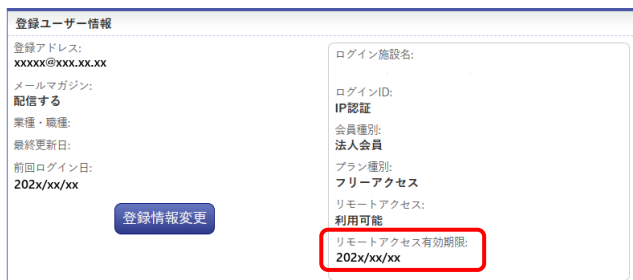 登録ユーザー情報
登録アドレス:
xxxxx@xxx.xx.xx
メールマガジン:
配信する
業種・職種:
最終更新日:
前回ログイン日:
202x/xx/xx
登録情報変更
ログイン施設名:
ログインID:
IP認証
会員種別:
法人会員
プラン種別:
フリーアクセス
リモートアクセス:
利用可能
リモートアクセス有効期限:
202x/xx/xx